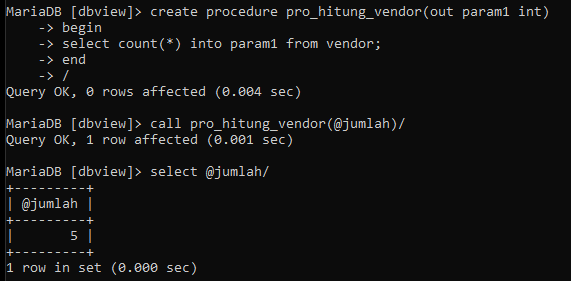 MariaDB [dbview]> create procedure pro_hitung_vendor(out param1 int)
    -> begin
    -> select count(*) into param1 from vendor;
    -> end
    -> /
Query OK, 0 rows affected (0.004 sec)

MariaDB [dbview]> call pro_hitung_vendor(@jumlah)/
Query OK, 1 row affected (0.001 sec)

MariaDB [dbview]> select @jumlah/
+---------+
| @jumlah |
+---------+
|       5 |
+---------+
1 row in set (0.000 sec)